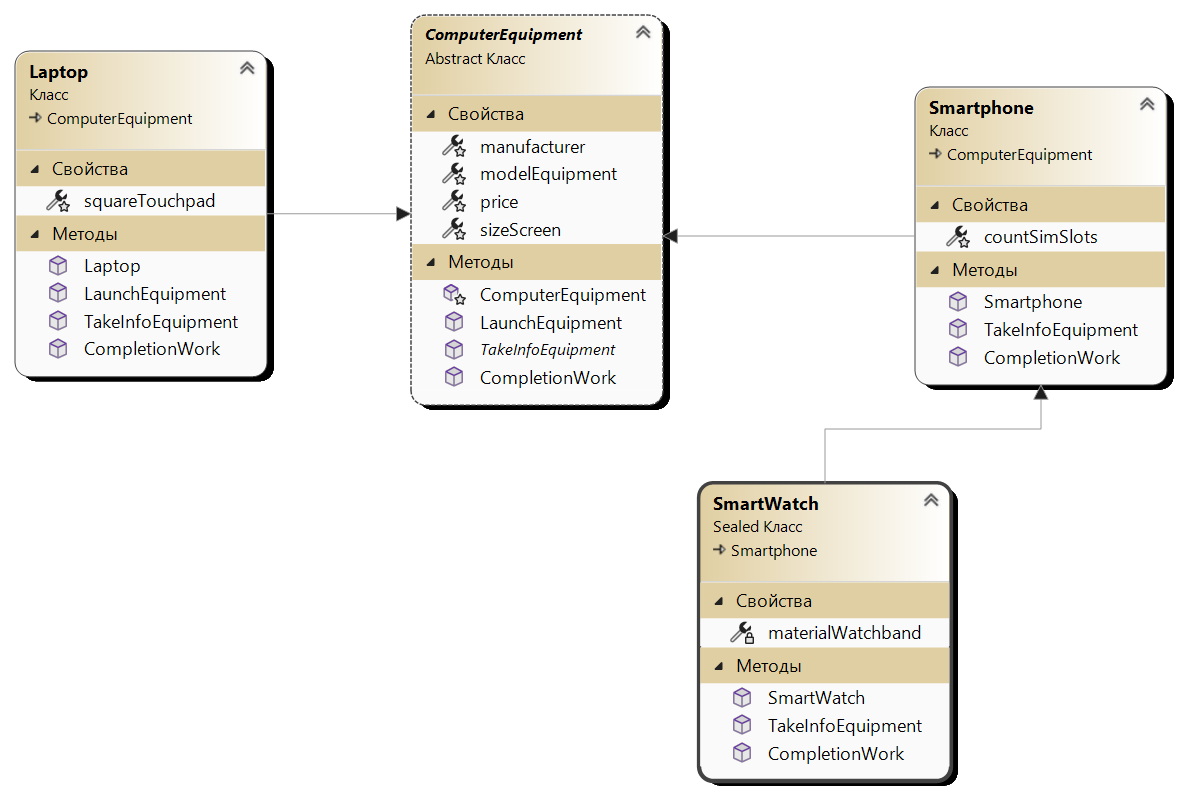 Laptop
Класс
ComputerEquipment
Свойства
squareTouchpad
Методы
Laptop
LaunchEquipment
TakeInfoEquipment
CompletionWork
ComputerEquipment
Abstract Класс
Свойства
manufacturer
modelEquipment
price
sizeScreen
Методы
ComputerEquipment
LaunchEquipment
TakeInfoEquipment
CompletionWork
Smartphone
Класс
ComputerEquipment
Свойства
countSimSlots
Методы
Smartphone
TakeInfoEquipment
CompletionWork
SmartWatch
Sealed Класс
Smartphone
Свойства
materialWatchband
Методы
SmartWatch
TakeInfoEquipment
CompletionWork